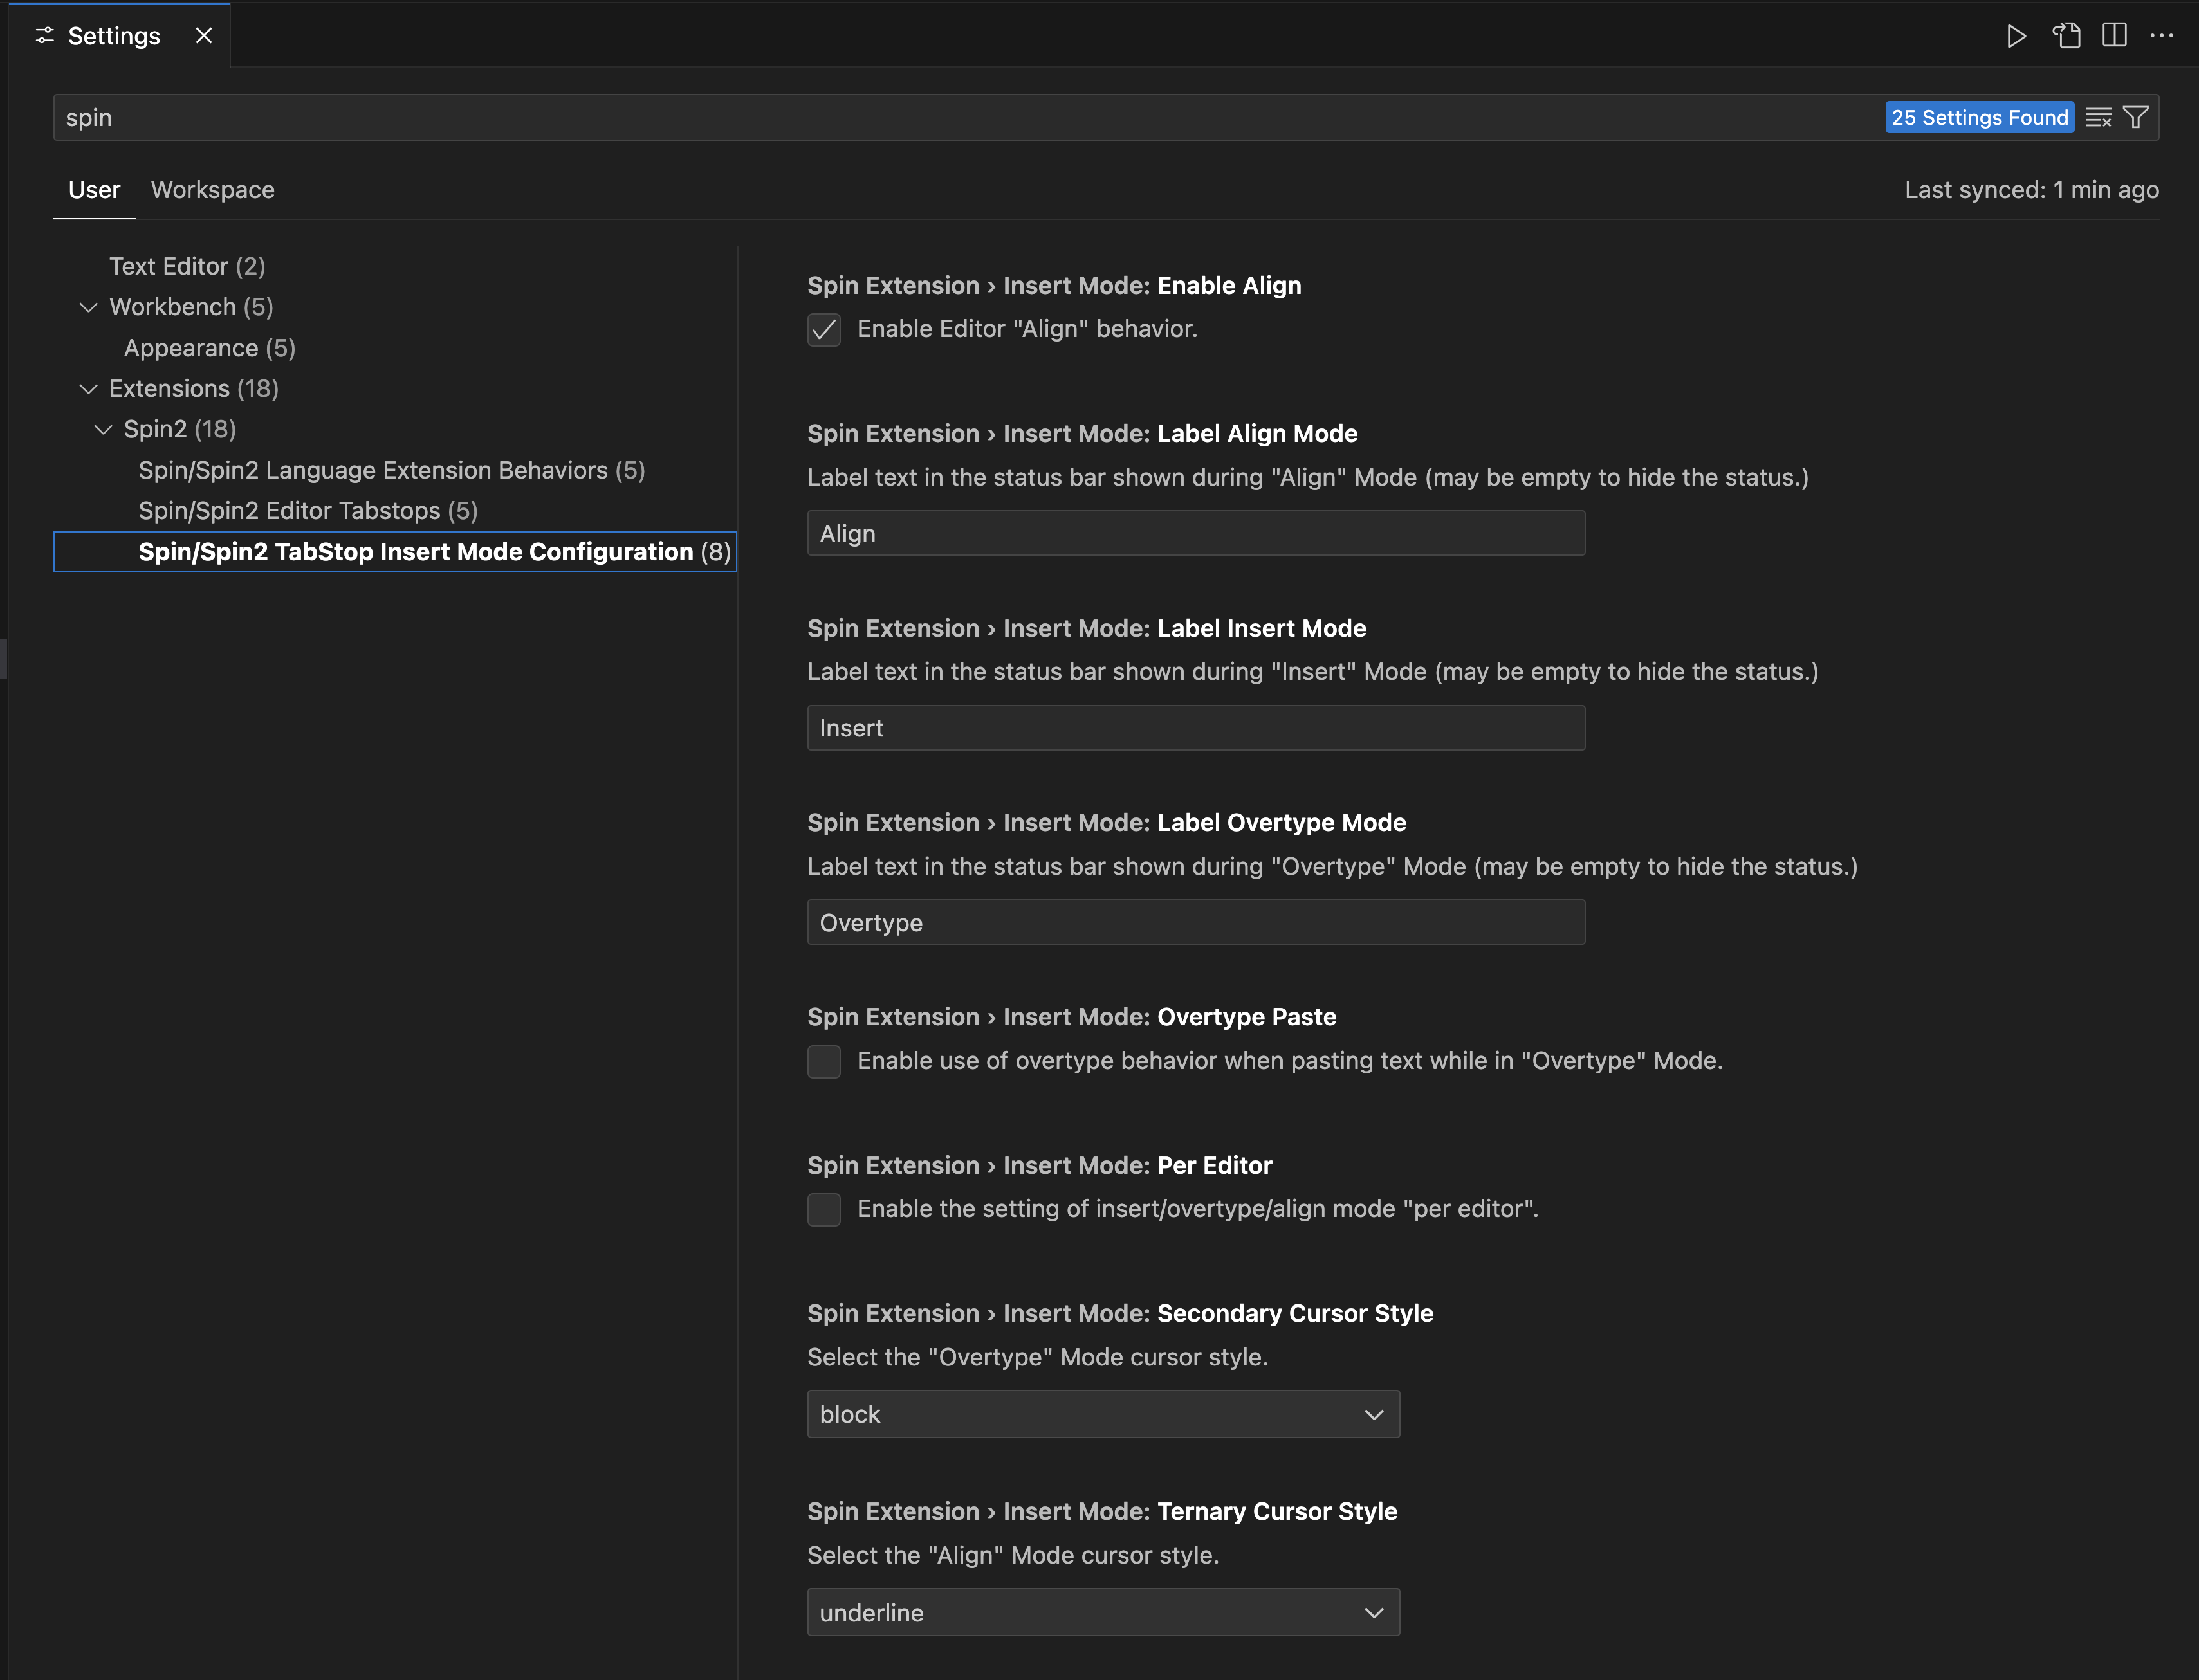 Settings
spin
25 Settings Found
User Workspace
Last synced: 1 min ago
Text Editor (2)
Workbench (5)
Appearance (5)
Extensions (18)
Spin2 (18)
Spin/Spin2 Language Extension Behaviors (5)
Spin/Spin2 Editor Tabstops (5)
Spin/Spin2 TabStop Insert Mode Configuration (8)
Spin Extension › Insert Mode: Enable Align
Enable Editor "Align" behavior.
Spin Extension › Insert Mode: Label Align Mode
Label text in the status bar shown during "Align" Mode (may be empty to hide the status.)
Align
Spin Extension › Insert Mode: Label Insert Mode
Label text in the status bar shown during "Insert" Mode (may be empty to hide the status.)
Insert
Spin Extension › Insert Mode: Label Overtype Mode
Label text in the status bar shown during "Overtype" Mode (may be empty to hide the status.)
Overtype
Spin Extension › Insert Mode: Overtype Paste
Enable use of overtype behavior when pasting text while in "Overtype" Mode.
Spin Extension › Insert Mode: Per Editor
Enable the setting of insert/overtype/align mode "per editor".
Spin Extension › Insert Mode: Secondary Cursor Style
Select the "Overtype" Mode cursor style.
block
Spin Extension › Insert Mode: Ternary Cursor Style
Select the "Align" Mode cursor style.
underline